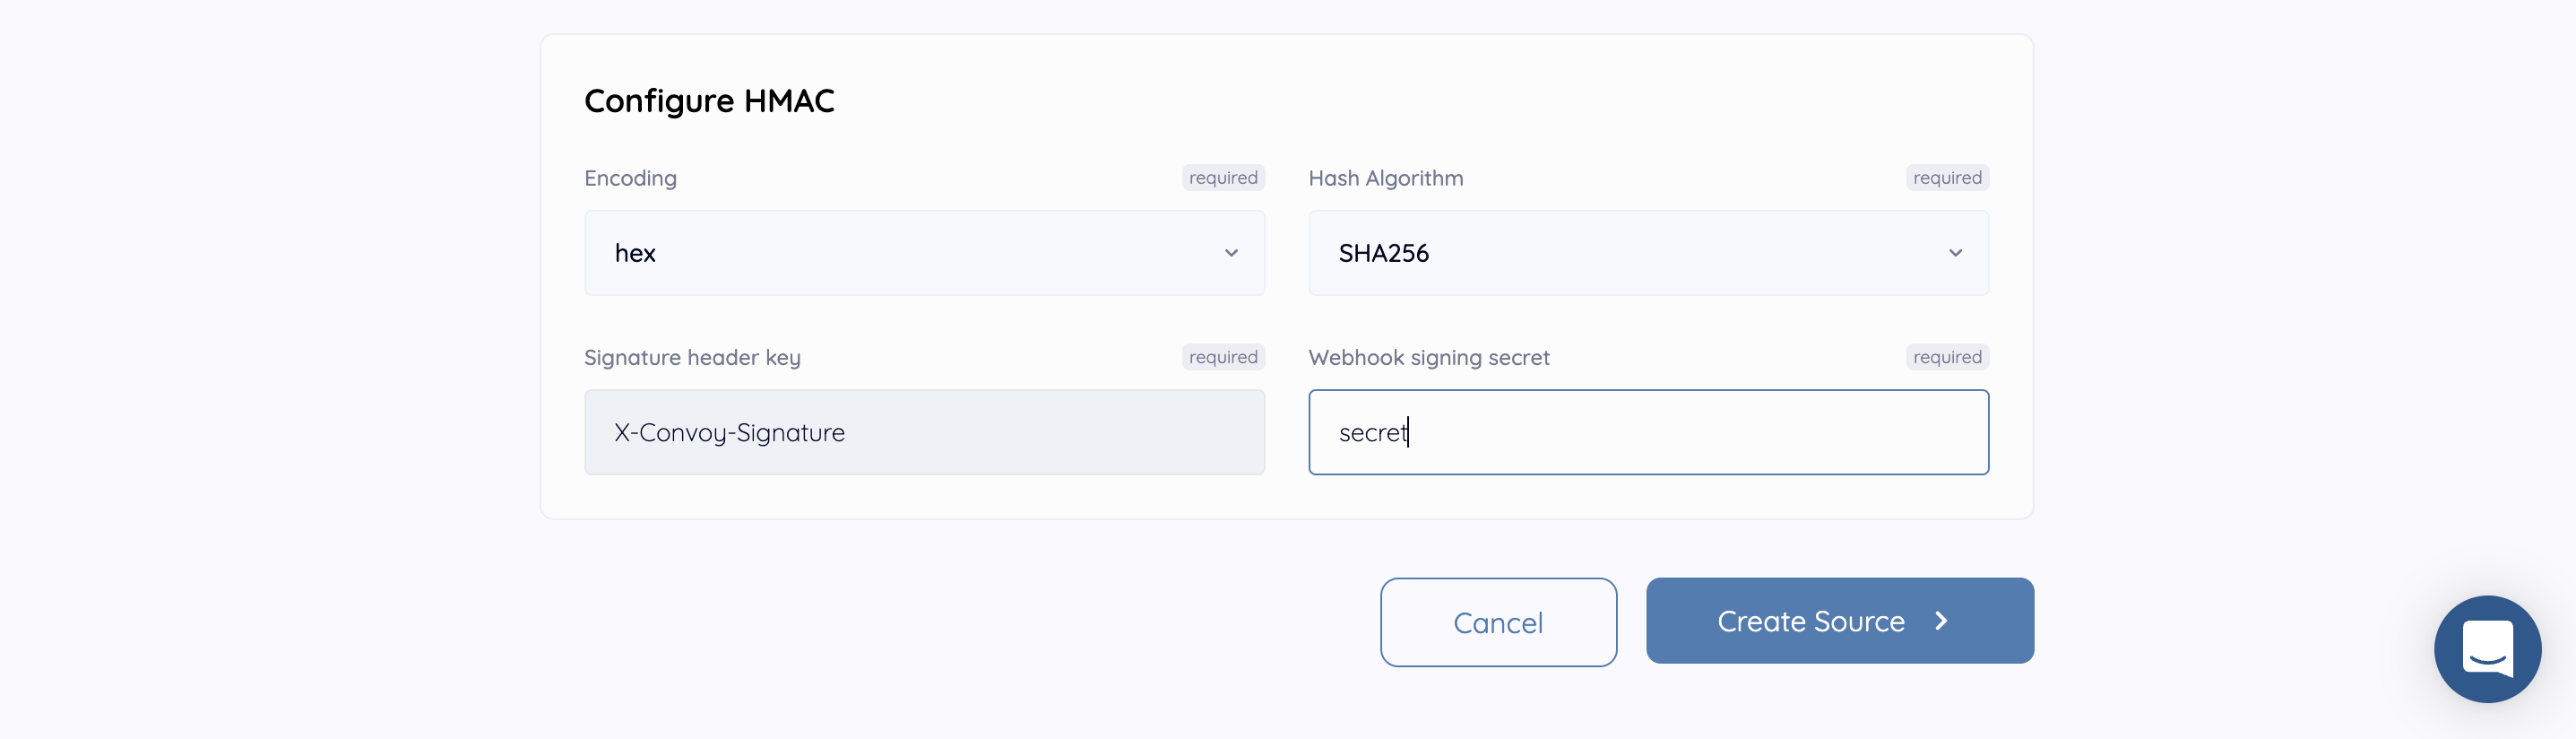 Configure HMAC
Encoding required Hash Algorithm required
hex SHA256
Signature header key required Webhook signing secret required
X-Convoy-Signature secret
Cancel Create Source